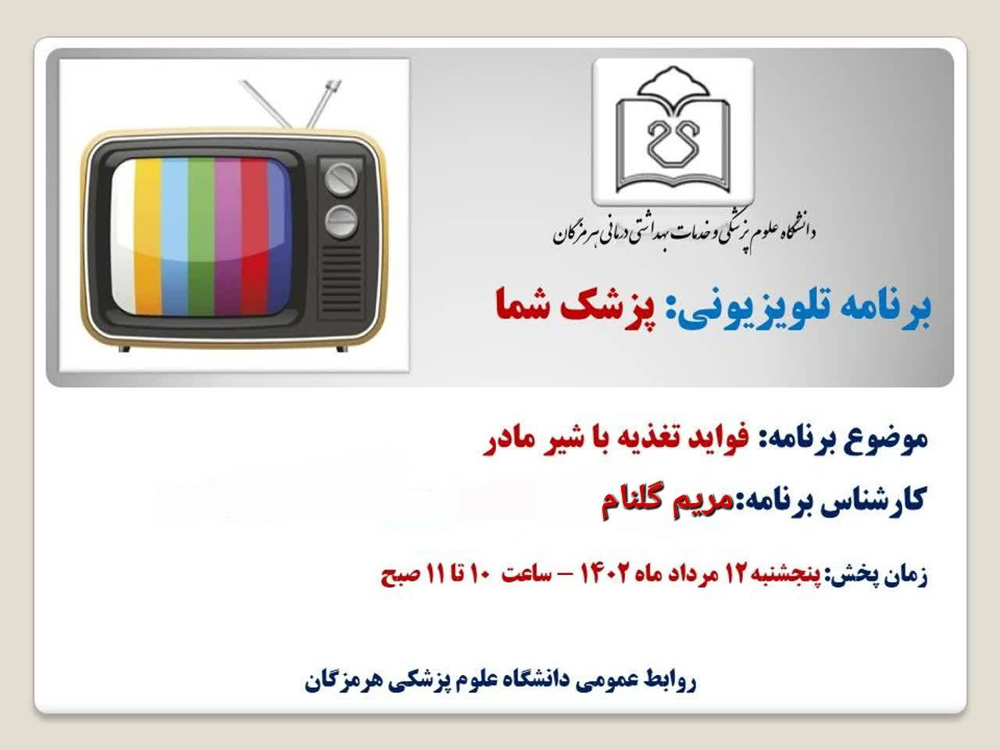 دانشگاه علوم پزشکی و خدمات بهداشتی درمانی هرمزگان
برنامه تلویزیونی: پزشک شما
موضوع برنامه: فواید تغذیه با شیر مادر
کارشناس برنامه:مریم گلنام
زمان پخش: پنجشنبه ۱۲ مرداد ماه ۱۴۰۲ – ساعت ۱۰ تا ۱۱ صبح
روابط عمومی دانشگاه علوم پزشکی هرمزگان